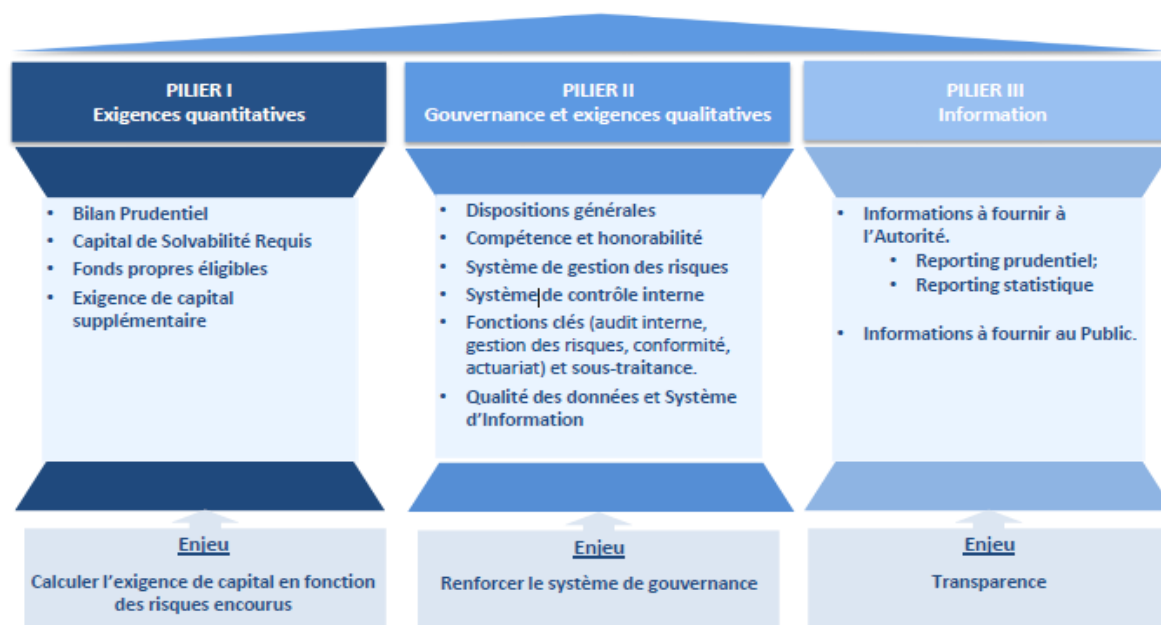 PILIER I
Exigences quantitatives
• Bilan Prudentiel
• Capital de Solvabilité Requis
• Fonds propres éligibles
• Exigence de capital
supplémentaire
Enjeu
Calculer l'exigence de capital en fonction
des risques encourus
PILIER II
Gouvernance et exigences qualitatives
• Dispositions générales
• Compétence et honorabilité
• Système de gestion des risques
• Système de contrôle interne
• Fonctions clés (audit interne,
gestion des risques, conformité,
actuariat) et sous-traitance.
• Qualité des données et Système
d'Information
Enjeu
Renforcer le système de gouvernance
PILIER III
Information
• Informations à fournir à
l'Autorité.
• Reporting prudentiel;
• Reporting statistique
• Informations à fournir au Public.
Enjeu
Transparence